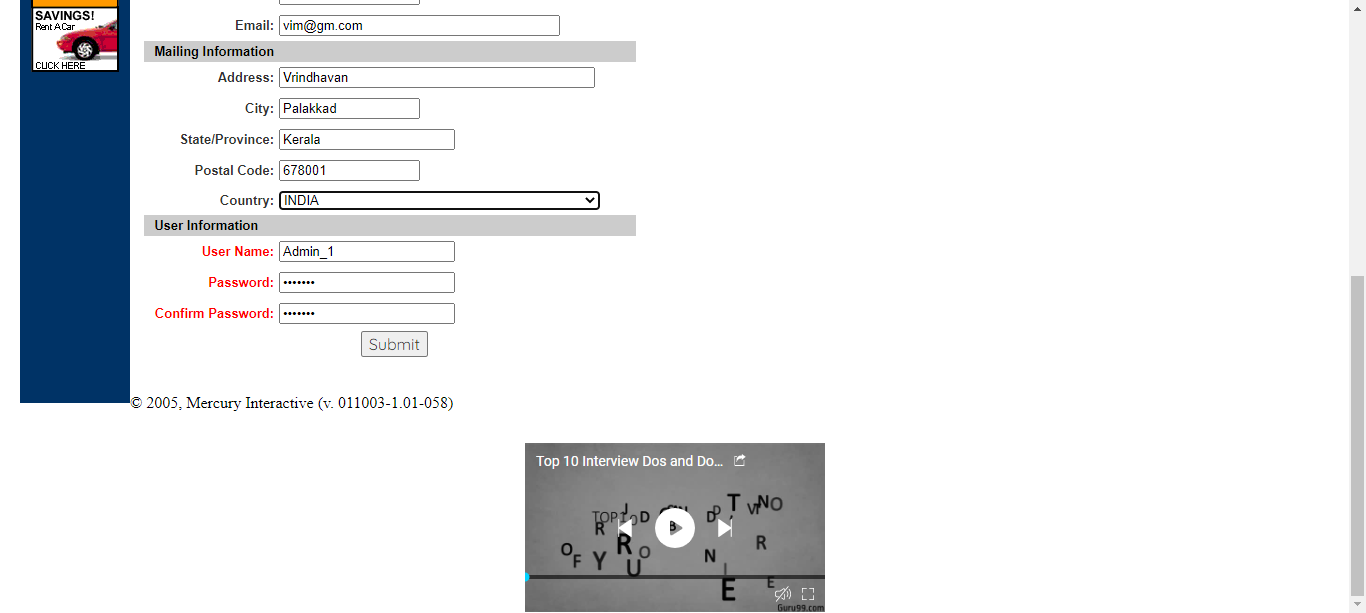 SAVINGS!
Rent A Car
CLICK HERE
Email: vim@gm.com
Mailing Information
Address: Vrindhavan
City: Palakkad
State/Province: Kerala
Postal Code: 678001
Country: INDIA
User Information
User Name: Admin_1
Password: •••••••
Confirm Password: •••••••
Submit
© 2005, Mercury Interactive (v. 011003-1.01-058)
Top 10 Interview Dos and Do...
Guru99.com